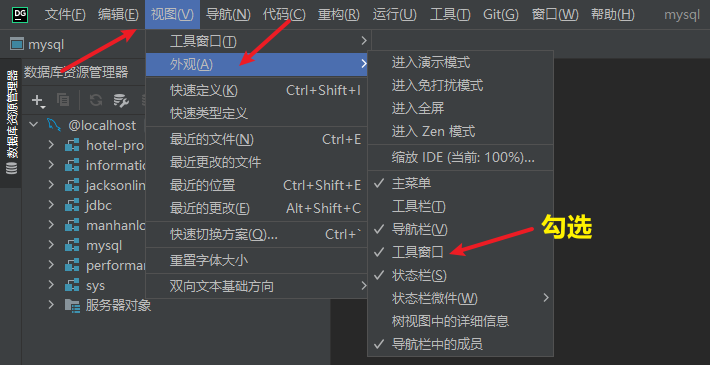 DG 文件(F) 编辑(E) 视图(V) 导航(N) 代码(C) 重构(R) 运行(U) 工具(T) Git(G) 窗口(W) 帮助(H) mysql
mysql
数据库资源管理器
数据库资源管理器
@localhost
hotel-pro
informatic
jacksonlin
jdbc
manhanlo
mysql
performan
sys
服务器对象
工具窗口(T)
外观(A)
快速定义(K) Ctrl+Shift+I
快速类型定义
最近的文件(N) Ctrl+E
最近更改的文件
最近的位置 Ctrl+Shift+E
最近的更改(E) Alt+Shift+C
快速切换方案(Q)... Ctrl+`
重置字体大小
双向文本基础方向
进入演示模式
进入免打扰模式
进入全屏
进入 Zen 模式
缩放 IDE (当前: 100%)...
主菜单
工具栏(T)
导航栏(V)
工具窗口
状态栏(S)
状态栏微件(W)
树视图中的详细信息
导航栏中的成员
勾选